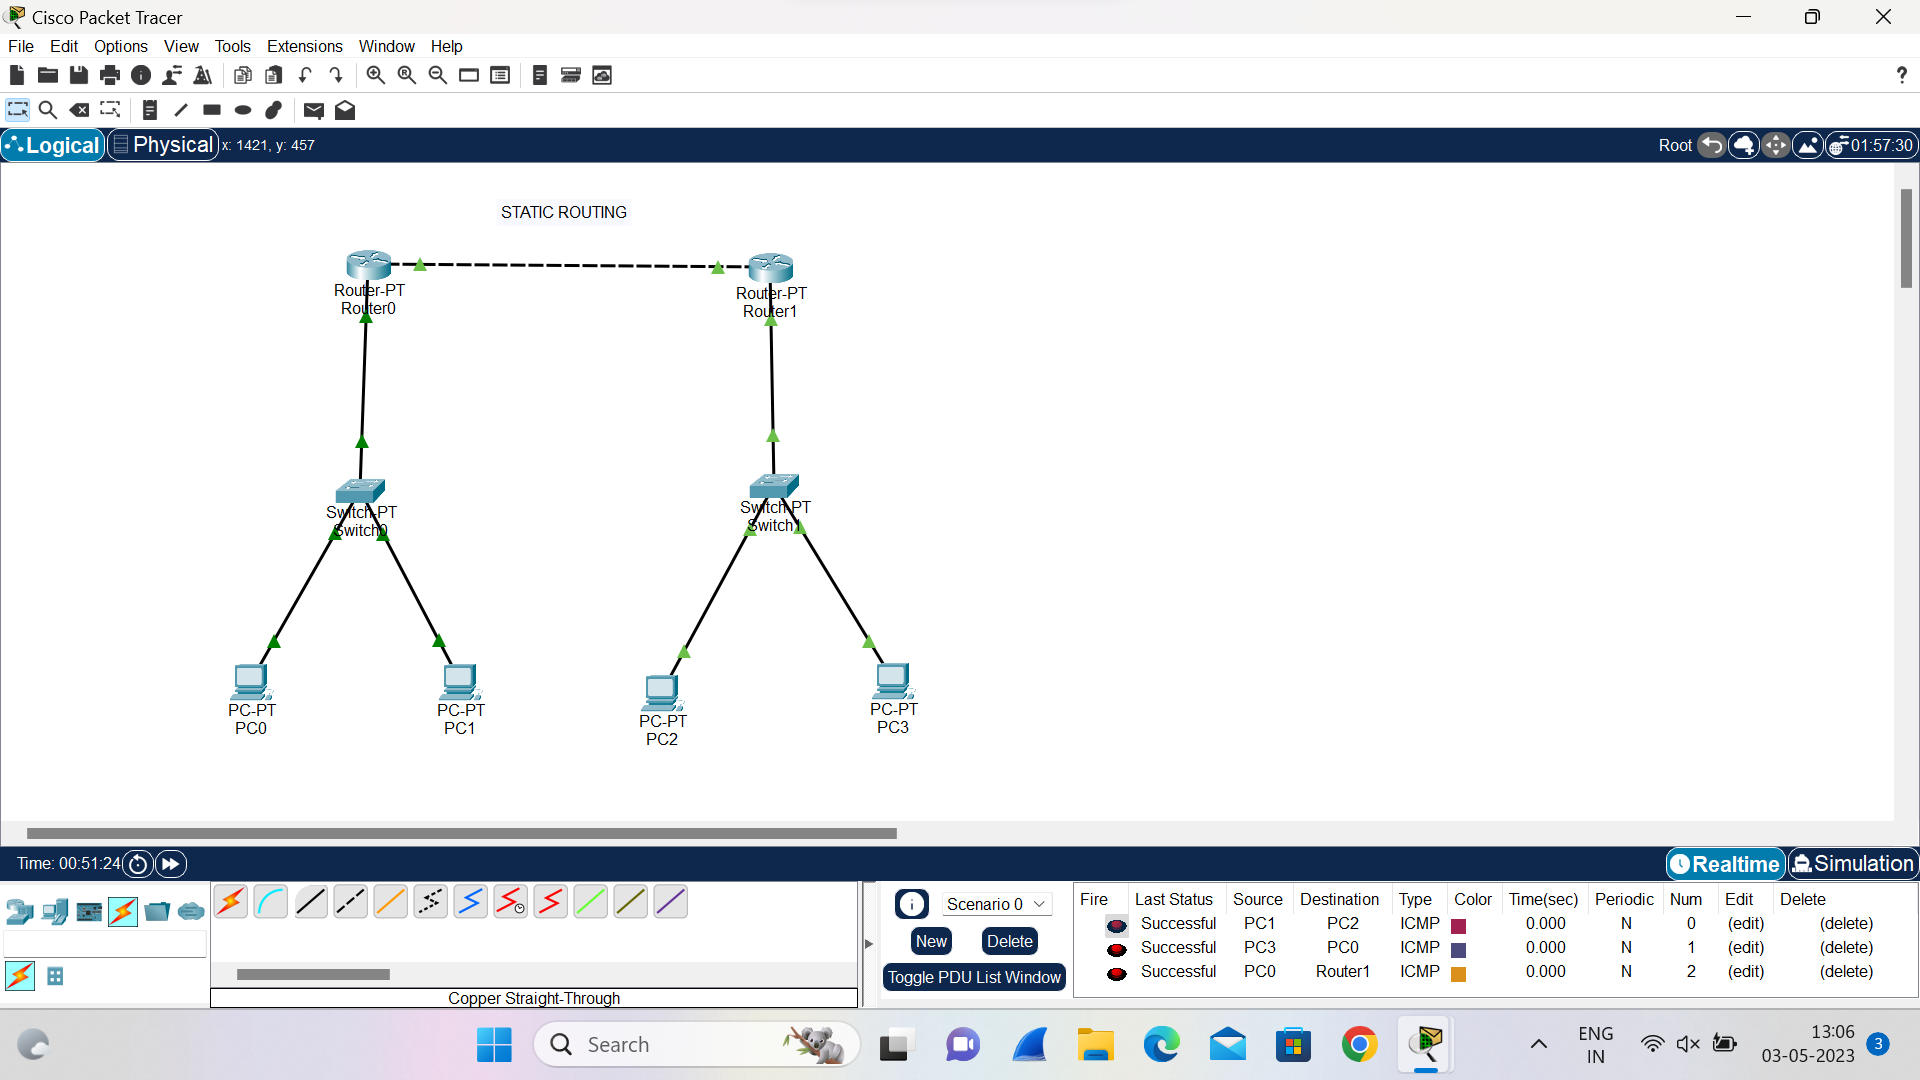 Cisco Packet Tracer
File Edit Options View Tools Extensions Window Help
?
Logical Physical x: 1421, y: 457 Root 01:57:30
STATIC ROUTING
Router-PT
Router0
Router-PT
Router1
Switch-PT
Switch0
Switch-PT
Switch1
PC-PT
PC0
PC-PT
PC1
PC-PT
PC2
PC-PT
PC3
Time: 00:51:24 Realtime Simulation
Scenario 0
New Delete
Toggle PDU List Window
Copper Straight-Through
Fire Last Status Source Destination Type Color Time(sec) Periodic Num Edit Delete
Successful PC1 PC2 ICMP 0.000 N 0 (edit) (delete)
Successful PC3 PC0 ICMP 0.000 N 1 (edit) (delete)
Successful PC0 Router1 ICMP 0.000 N 2 (edit) (delete)
Search
ENG
IN
13:06
03-05-2023
3